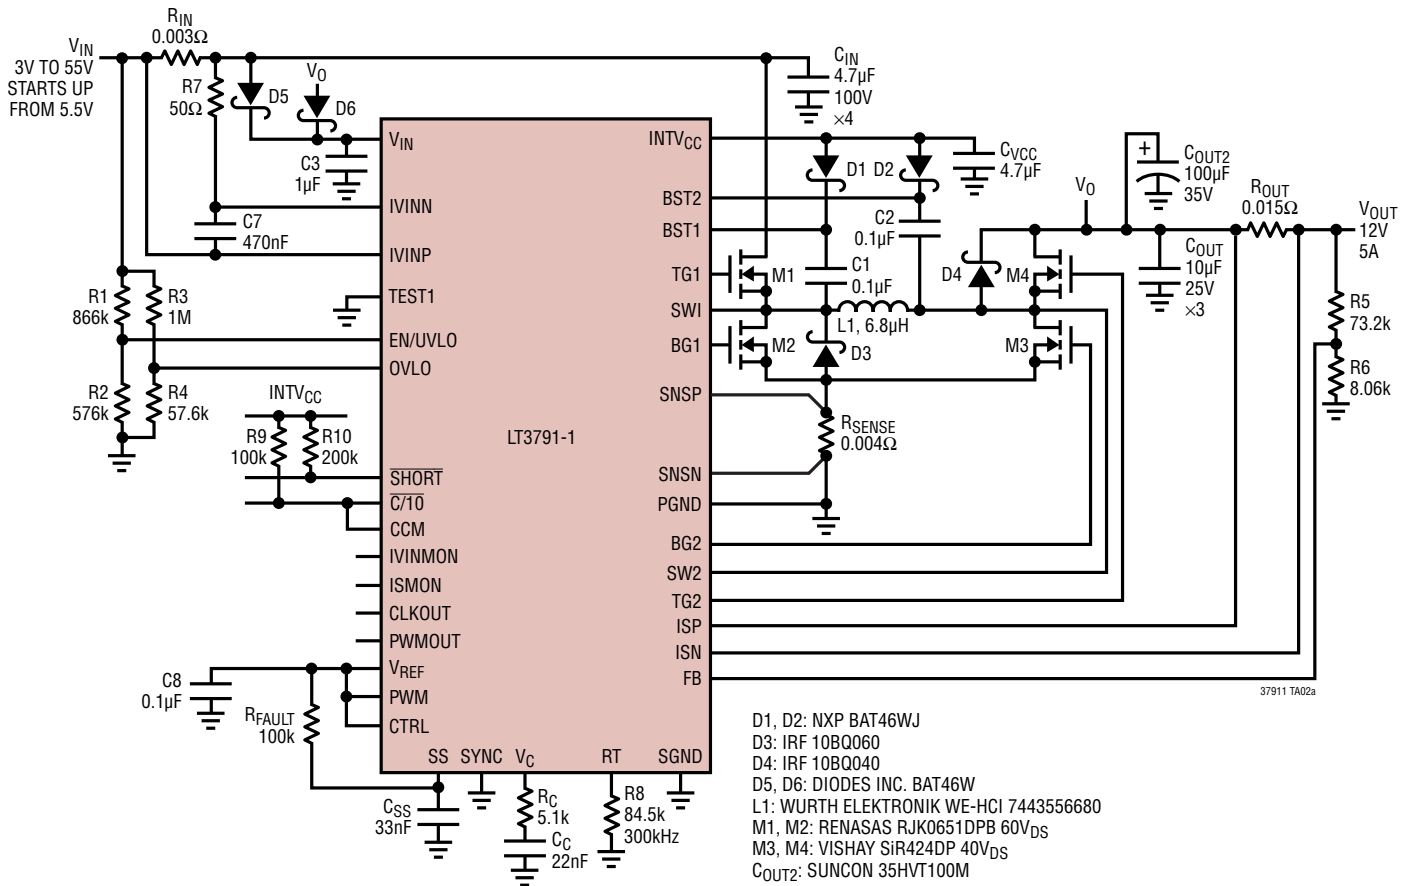 VIN
3V TO 55V
STARTS UP
FROM 5.5V
RIN
0.003Ω
R7
50Ω
D5
VO
D6
C3
1µF
C7
470nF
R1
866k
R3
1M
R2
576k
R4
57.6k
INTVCC
R9
100k
R10
200k
C8
0.1µF
RFAULT
100k
VIN
IVINN
IVINP
TEST1
EN/UVLO
OVLO
SHORT
C/10
CCM
IVINMON
ISMON
CLKOUT
PWMOUT
VREF
PWM
CTRL
LT3791-1
SS
SYNC
VC
RT
SGND
CSS
33nF
RC
5.1k
CC
22nF
R8
84.5k
300kHz
INTVCC
BST2
BST1
TG1
SWI
BG1
SNSP
SNSN
PGND
BG2
SW2
TG2
ISP
ISN
FB
CIN
4.7µF
100V
×4
D1
D2
CVCC
4.7µF
C2
0.1µF
C1
0.1µF
M1
M2
L1, 6.8µH
D3
D4
M4
M3
RSENSE
0.004Ω
VO
+
COUT2
100µF
35V
COUT
10µF
25V
×3
ROUT
0.015Ω
VOUT
12V
5A
R5
73.2k
R6
8.06k
37911 TA02a
D1, D2: NXP BAT46WJ
D3: IRF 10BQ060
D4: IRF 10BQ040
D5, D6: DIODES INC. BAT46W
L1: WURTH ELEKTRONIK WE-HCI 7443556680
M1, M2: RENASAS RJK0651DPB 60VDS
M3, M4: VISHAY SiR424DP 40VDS
COUT2: SUNCON 35HVT100M